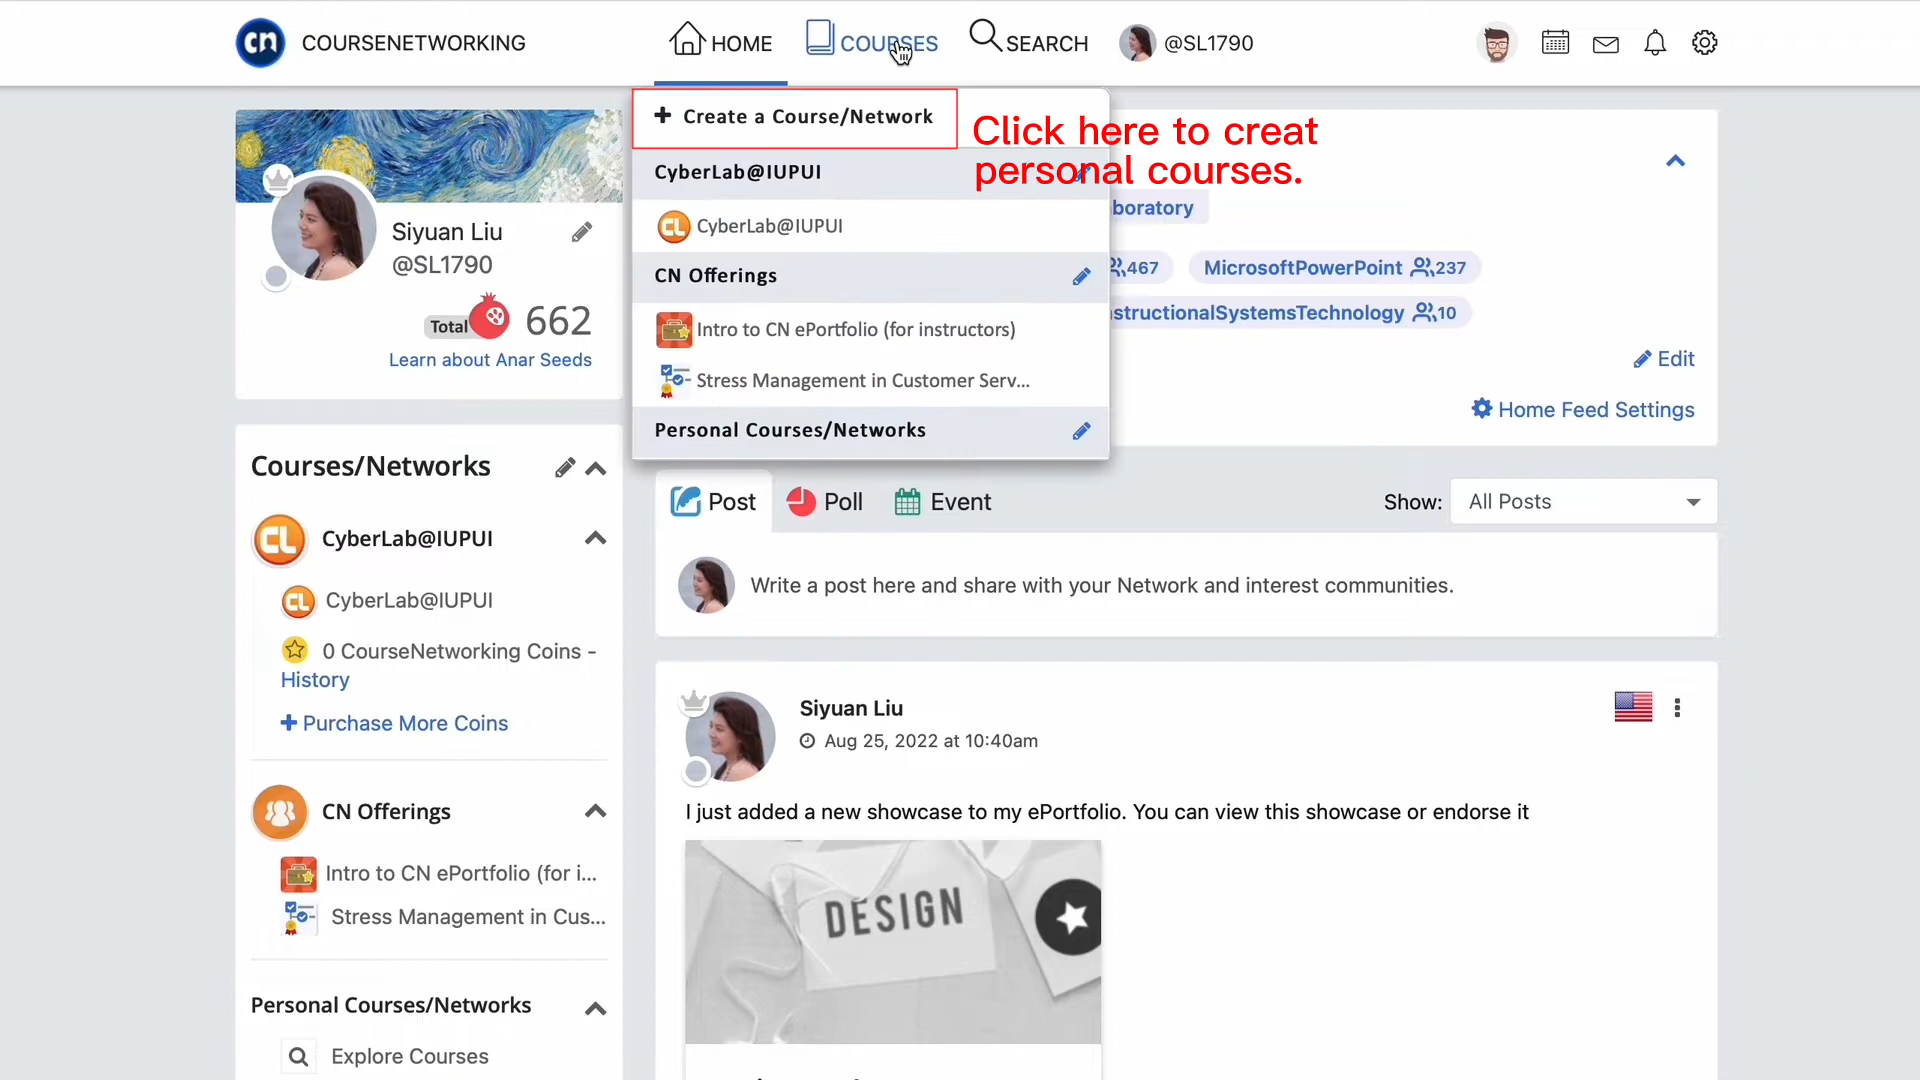 cn COURSENETWORKING HOME COURSES SEARCH @SL1790
+ Create a Course/Network
Click here to creat
personal courses.
CyberLab@IUPUI
CL CyberLab@IUPUI
CN Offerings
Intro to CN ePortfolio (for instructors)
Stress Management in Customer Serv...
Personal Courses/Networks
boratory
467 MicrosoftPowerPoint 237
structionalSystemsTechnology 10
Edit
Home Feed Settings
Siyuan Liu
@SL1790
Total 662
Learn about Anar Seeds
Courses/Networks
CL CyberLab@IUPUI
CL CyberLab@IUPUI
0 CourseNetworking Coins -
History
+ Purchase More Coins
CN Offerings
Intro to CN ePortfolio (for i...
Stress Management in Cus...
Personal Courses/Networks
Explore Courses
Post Poll Event
Show: All Posts
Write a post here and share with your Network and interest communities.
Siyuan Liu
Aug 25, 2022 at 10:40am
I just added a new showcase to my ePortfolio. You can view this showcase or endorse it
DESIGN